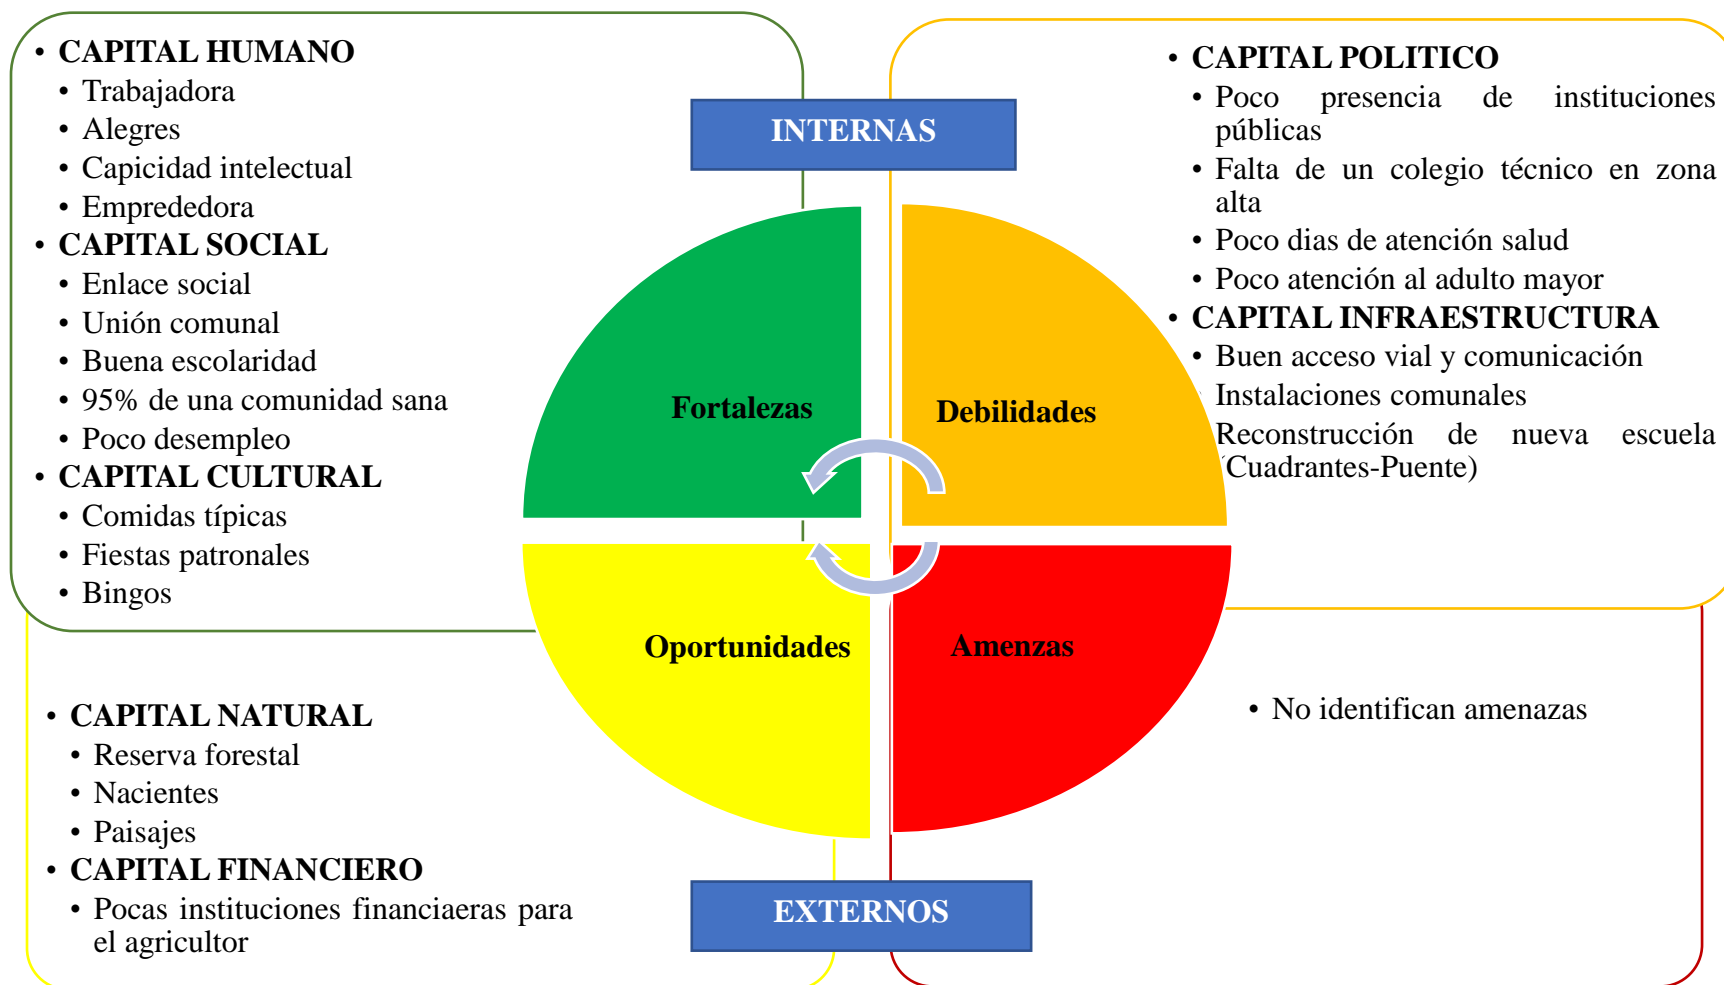 • CAPITAL HUMANO
• Trabajadora
• Alegres
• Capicidad intelectual
• Emprededora
• CAPITAL SOCIAL
• Enlace social
• Unión comunal
• Buena escolaridad
• 95% de una comunidad sana
• Poco desempleo
• CAPITAL CULTURAL
• Comidas típicas
• Fiestas patronales
• Bingos
INTERNAS
• CAPITAL POLITICO
• Poco presencia de instituciones
públicas
• Falta de un colegio técnico en zona
alta
• Poco dias de atención salud
• Poco atención al adulto mayor
• CAPITAL INFRAESTRUCTURA
• Buen acceso vial y comunicación
• Instalaciones comunales
Reconstrucción de nueva escuela
(Cuadrantes-Puente)
Fortalezas
Debilidades
Oportunidades
Amenzas
• CAPITAL NATURAL
• Reserva forestal
• Nacientes
• Paisajes
• CAPITAL FINANCIERO
• Pocas instituciones financiaeras para
el agricultor
• No identifican amenazas
EXTERNOS